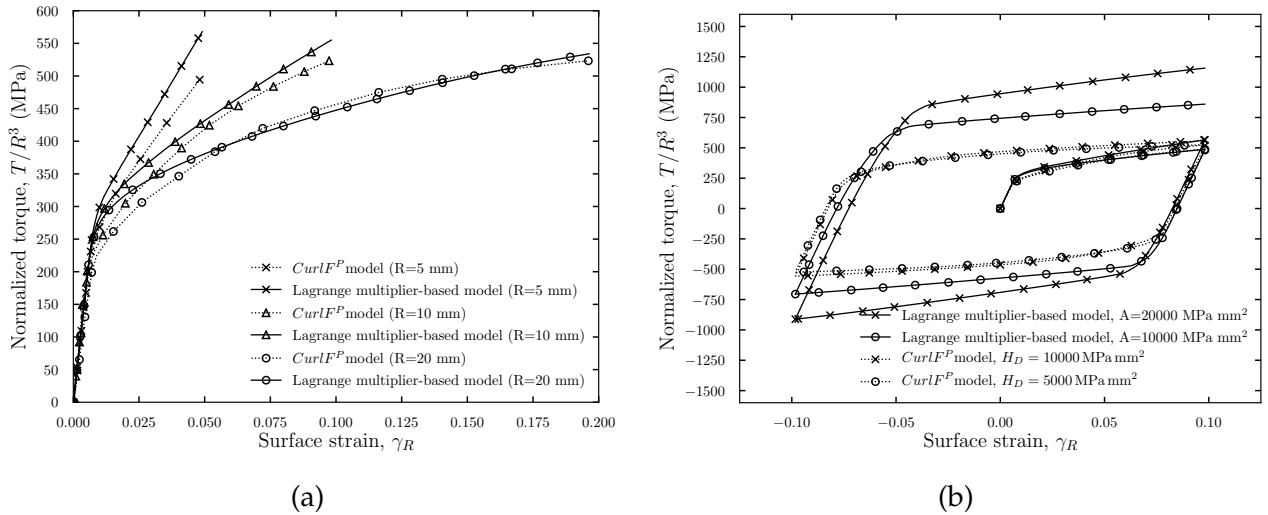 600
550
500
450
400
350
300
250
200
150
100
50
0
0.000 0.025 0.050 0.075 0.100 0.125 0.150 0.175 0.200
Normalized torque, T/R³ (MPa)
Surface strain, γR
CurlFᴾ model (R=5 mm)
Lagrange multiplier-based model (R=5 mm)
CurlFᴾ model (R=10 mm)
Lagrange multiplier-based model (R=10 mm)
CurlFᴾ model (R=20 mm)
Lagrange multiplier-based model (R=20 mm)
(a)
1500
1250
1000
750
500
250
0
−250
−500
−750
−1000
−1250
−1500
−0.10 −0.05 0.00 0.05 0.10
Normalized torque, T/R³ (MPa)
Surface strain, γR
Lagrange multiplier-based model, A=20000 MPa mm²
Lagrange multiplier-based model, A=10000 MPa mm²
CurlFᴾ model, H_D = 10000 MPa mm²
CurlFᴾ model, H_D = 5000 MPa mm²
(b)